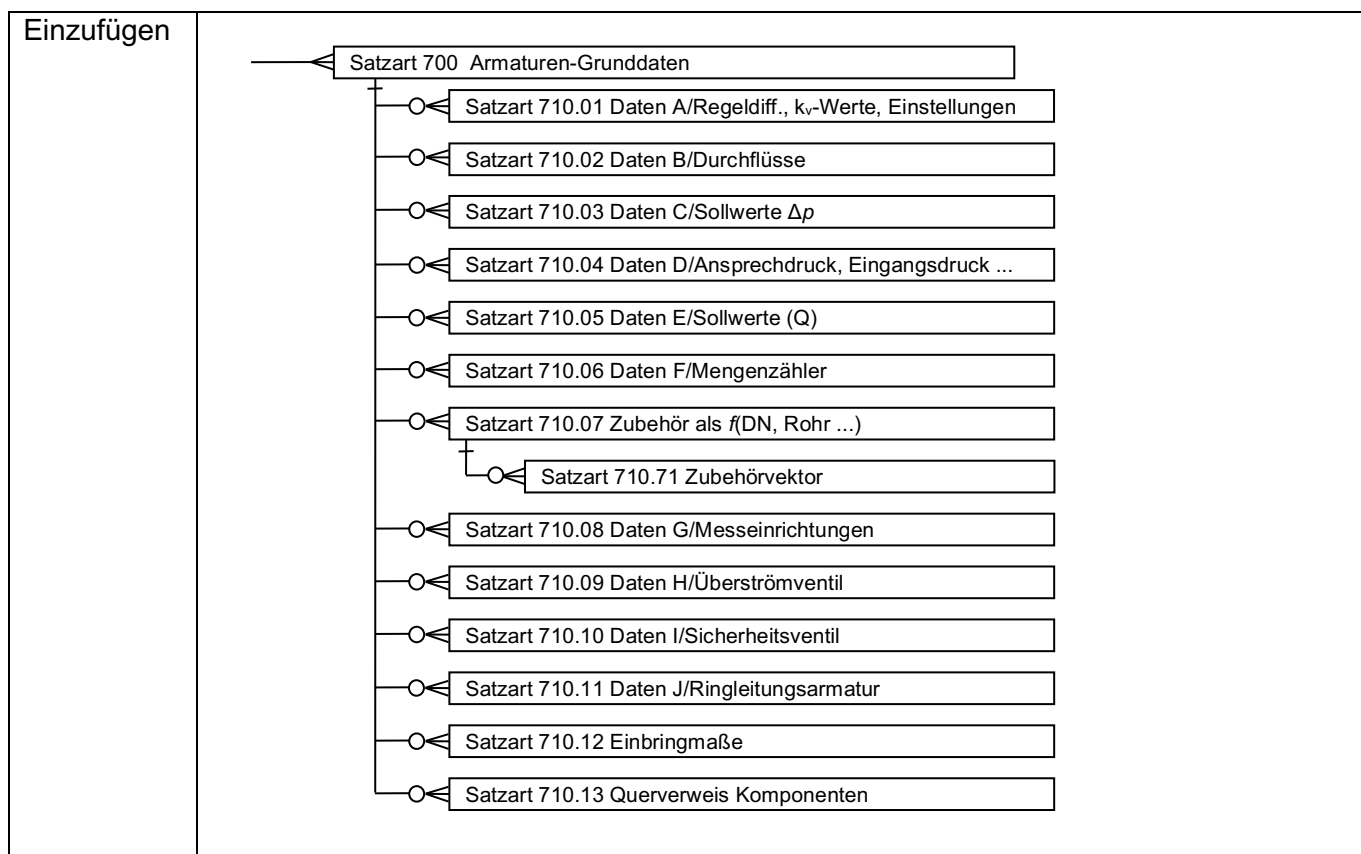 Einzufügen
Satzart 700 Armaturen-Grunddaten
Satzart 710.01 Daten A/Regeldiff., kv-Werte, Einstellungen
Satzart 710.02 Daten B/Durchflüsse
Satzart 710.03 Daten C/Sollwerte Δp
Satzart 710.04 Daten D/Ansprechdruck, Eingangsdruck ...
Satzart 710.05 Daten E/Sollwerte (Q)
Satzart 710.06 Daten F/Mengenzähler
Satzart 710.07 Zubehör als f(DN, Rohr ...)
Satzart 710.71 Zubehörvektor
Satzart 710.08 Daten G/Messeinrichtungen
Satzart 710.09 Daten H/Überströmventil
Satzart 710.10 Daten I/Sicherheitsventil
Satzart 710.11 Daten J/Ringleitungsarmatur
Satzart 710.12 Einbringmaße
Satzart 710.13 Querverweis Komponenten